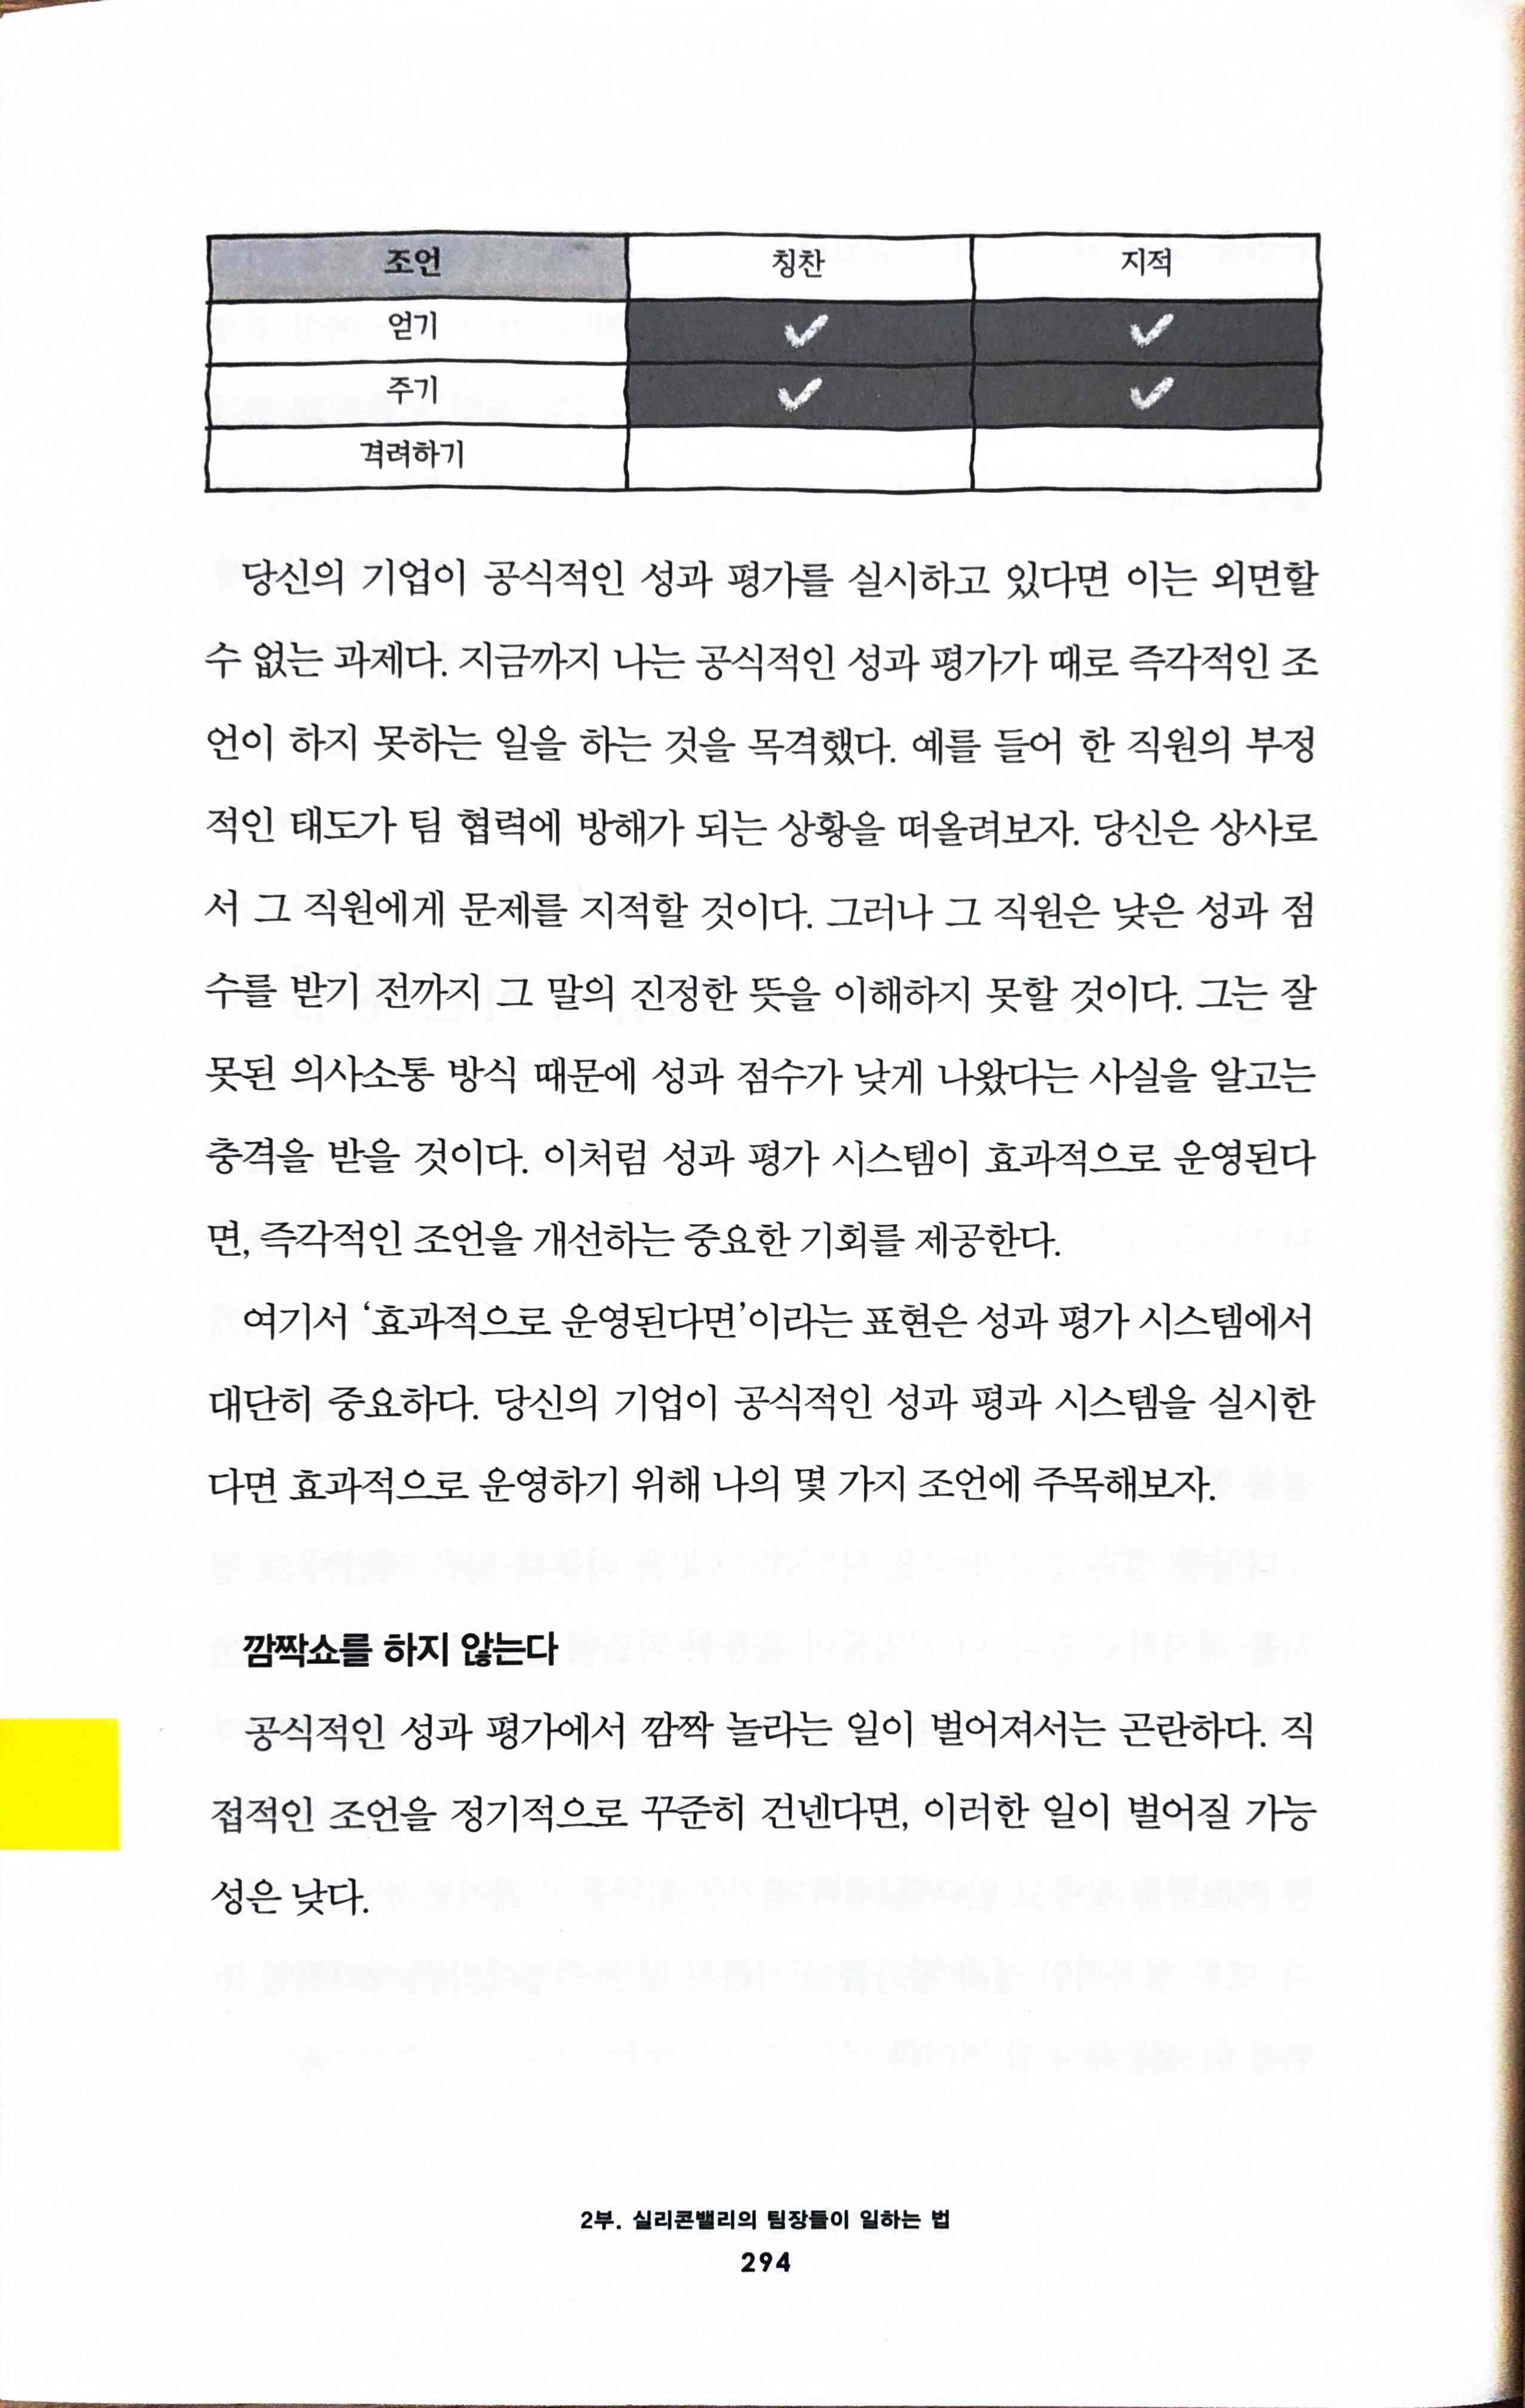 조언 칭찬 지적
얻기 ✓ ✓
주기 ✓ ✓
격려하기
당신의 기업이 공식적인 성과 평가를 실시하고 있다면 이는 외면할
수 없는 과제다. 지금까지 나는 공식적인 성과 평가가 때로 즉각적인 조
언이 하지 못하는 일을 하는 것을 목격했다. 예를 들어 한 직원의 부정
적인 태도가 팀 협력에 방해가 되는 상황을 떠올려보자. 당신은 상사로
서 그 직원에게 문제를 지적할 것이다. 그러나 그 직원은 낮은 성과 점
수를 받기 전까지 그 말의 진정한 뜻을 이해하지 못할 것이다. 그는 잘
못된 의사소통 방식 때문에 성과 점수가 낮게 나왔다는 사실을 알고는
충격을 받을 것이다. 이처럼 성과 평가 시스템이 효과적으로 운영된다
면, 즉각적인 조언을 개선하는 중요한 기회를 제공한다.
여기서 ‘효과적으로 운영된다면’이라는 표현은 성과 평가 시스템에서
대단히 중요하다. 당신의 기업이 공식적인 성과 평과 시스템을 실시한
다면 효과적으로 운영하기 위해 나의 몇 가지 조언에 주목해보자.
깜짝쇼를 하지 않는다
공식적인 성과 평가에서 깜짝 놀라는 일이 벌어져서는 곤란하다. 직
접적인 조언을 정기적으로 꾸준히 건넨다면, 이러한 일이 벌어질 가능
성은 낮다.
2부. 실리콘밸리의 팀장들이 일하는 법
294